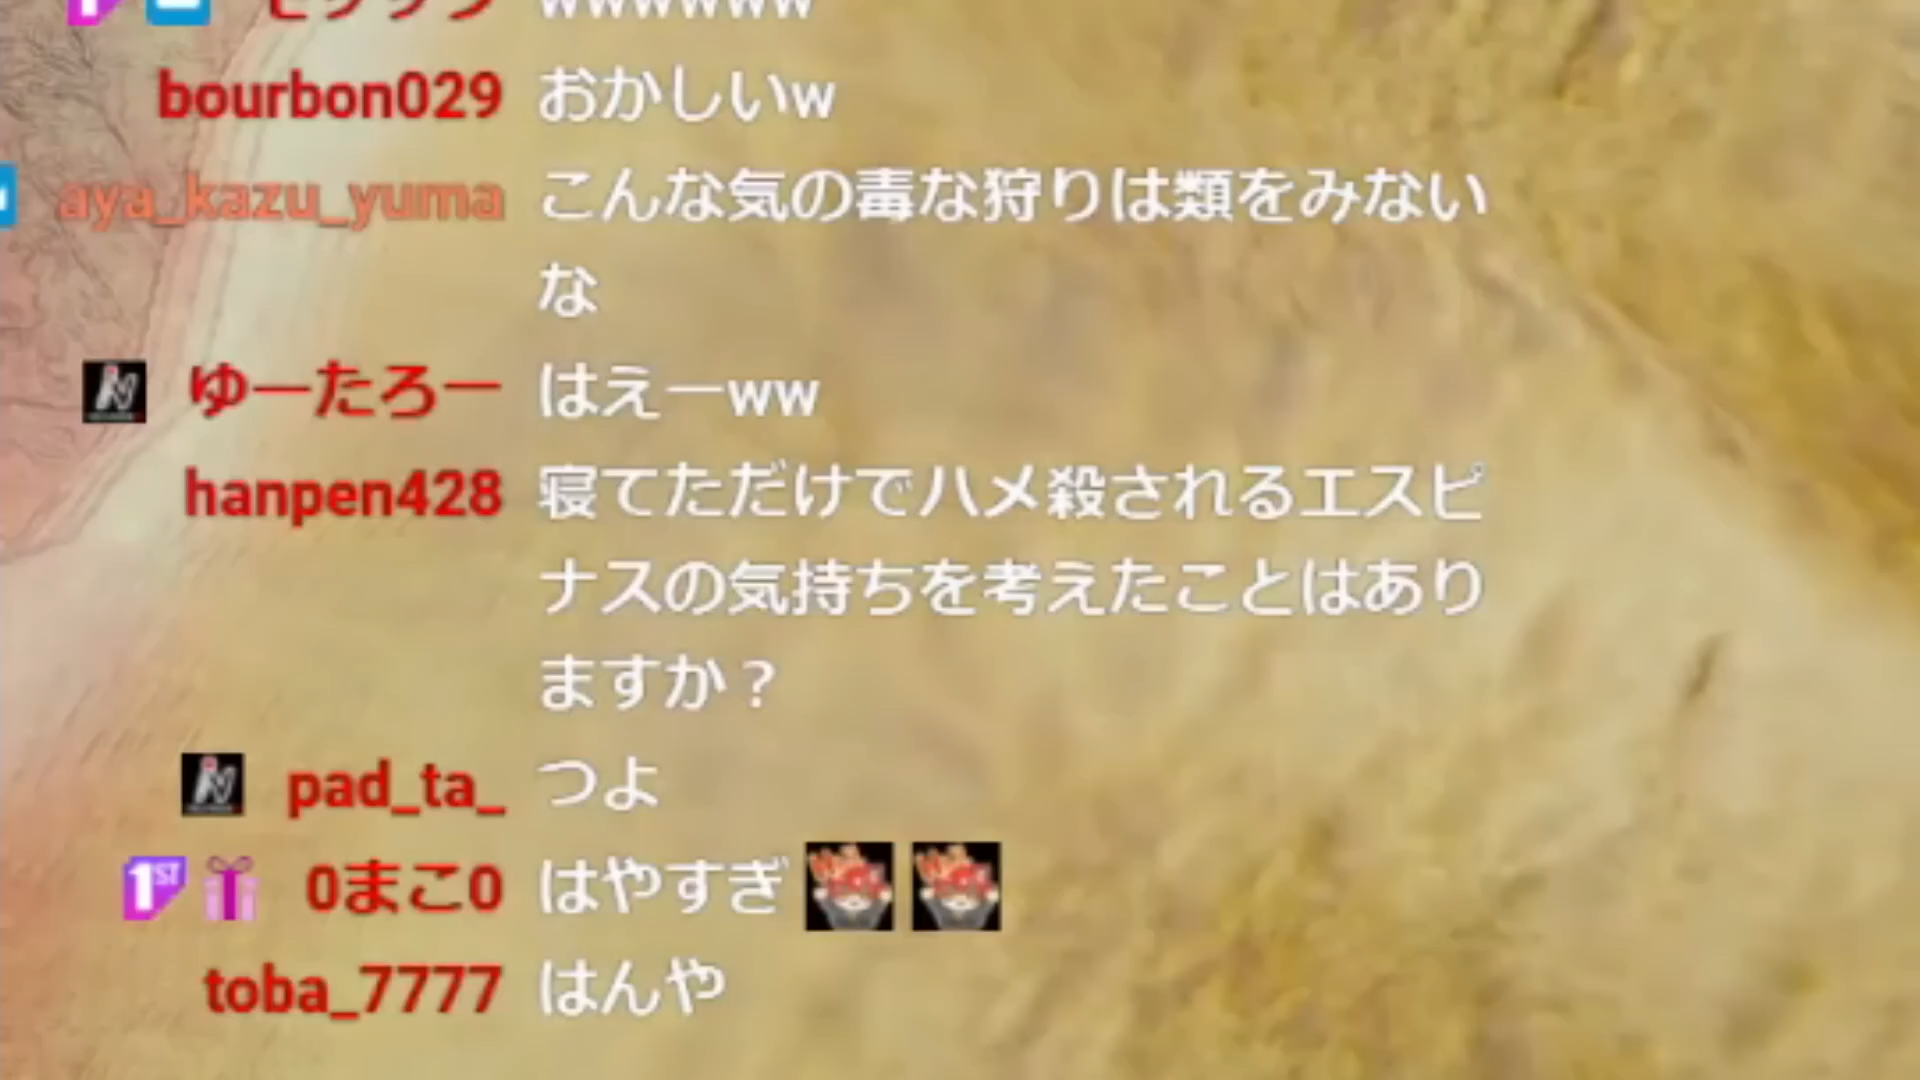 wwwwww
bourbon029 おかしいw
aya_kazu_yuma こんな気の毒な狩りは類をみない
な
ゆーたろー はえーww
hanpen428 寝てただけでハメ殺されるエスピ
ナスの気持ちを考えたことはあり
ますか？
pad_ta_ つよ
1ST 0まこ0 はやすぎ
toba_7777 はんや